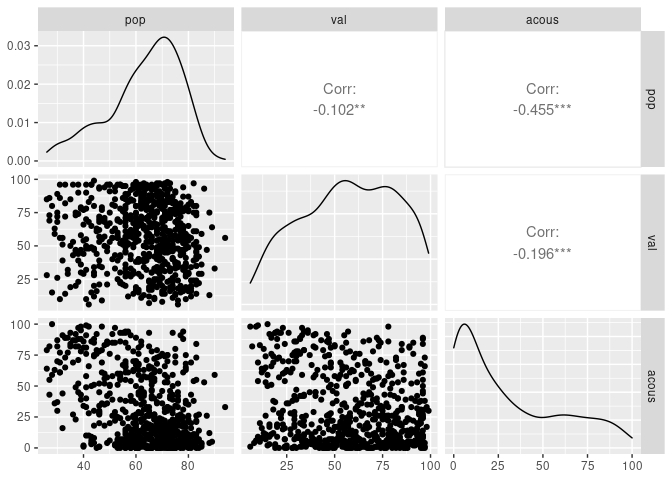 pop val acous
0.03
0.02
0.01
0.00
Corr:
-0.102**
Corr:
-0.455***
pop
100
75
50
25
Corr:
-0.196***
val
100
75
50
25
0
acous
40 60 80 25 50 75 100 0 25 50 75 100